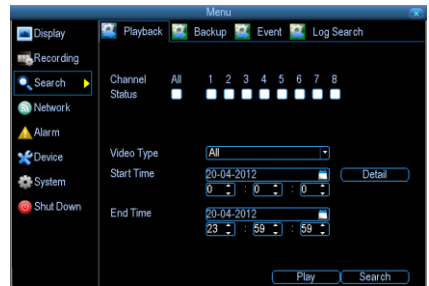 Menu
Display
Recording
Search
Network
Alarm
Device
System
Shut Down
Playback Backup Event Log Search
Channel All 1 2 3 4 5 6 7 8
Status
Video Type All
Start Time 20-04-2012 Detail
0 : 0 : 0
End Time 20-04-2012
23 : 59 : 59
Play Search